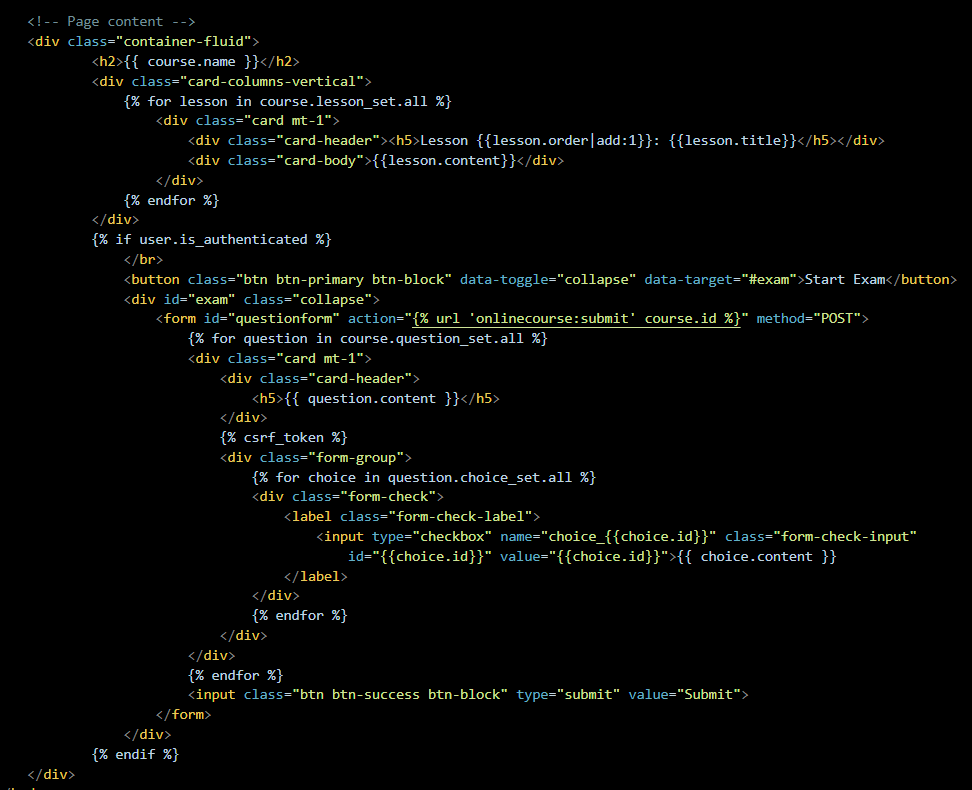 <!-- Page content -->
<div class="container-fluid">
<h2>{{ course.name }}</h2>
<div class="card-columns-vertical">
{% for lesson in course.lesson_set.all %}
<div class="card mt-1">
<div class="card-header"><h5>Lesson {{lesson.order|add:1}}: {{lesson.title}}</h5></div>
<div class="card-body">{{lesson.content}}</div>
</div>
{% endfor %}
</div>
{% if user.is_authenticated %}
</br>
<button class="btn btn-primary btn-block" data-toggle="collapse" data-target="#exam">Start Exam</button>
<div id="exam" class="collapse">
<form id="questionform" action="{% url 'onlinecourse:submit' course.id %}" method="POST">
{% for question in course.question_set.all %}
<div class="card mt-1">
<div class="card-header">
<h5>{{ question.content }}</h5>
</div>
{% csrf_token %}
<div class="form-group">
{% for choice in question.choice_set.all %}
<div class="form-check">
<label class="form-check-label">
<input type="checkbox" name="choice_{{choice.id}}" class="form-check-input"
id="{{choice.id}}" value="{{choice.id}}">{{ choice.content }}
</label>
</div>
{% endfor %}
</div>
</div>
{% endfor %}
<input class="btn btn-success btn-block" type="submit" value="Submit">
</form>
</div>
{% endif %}
</div>